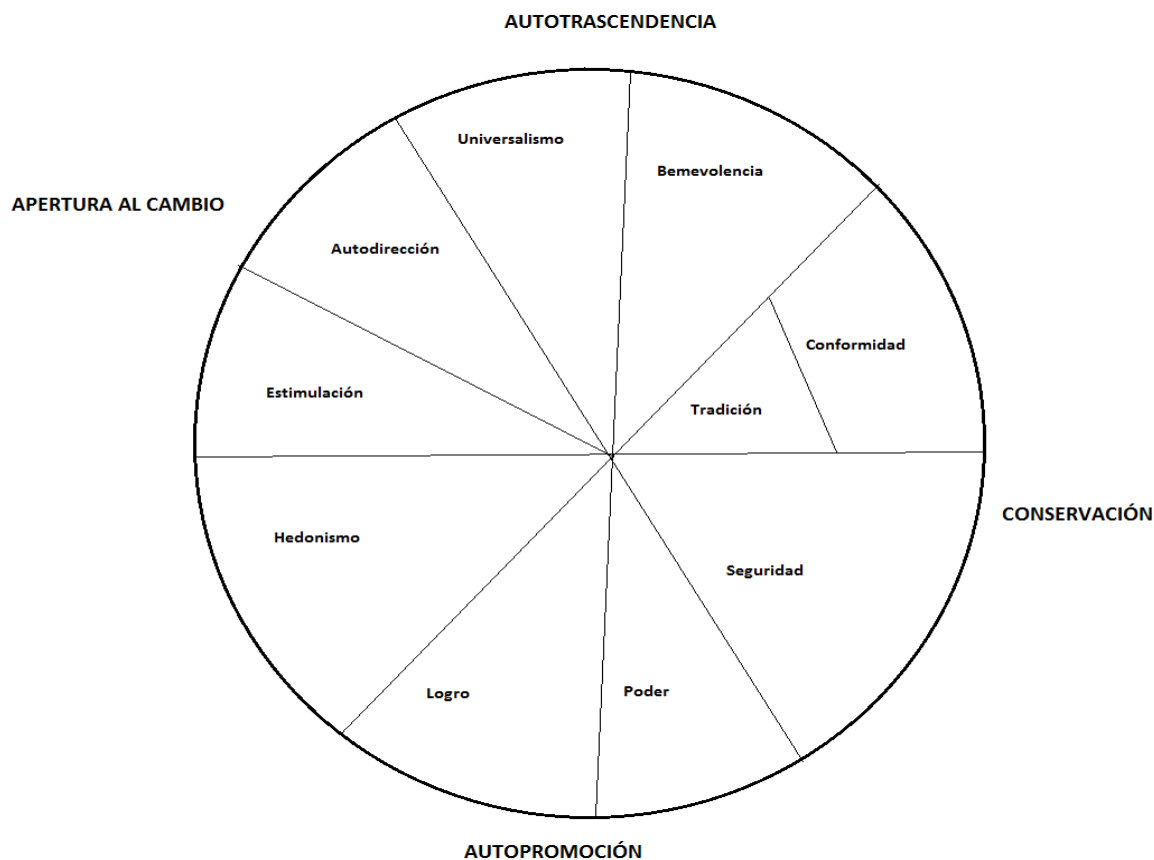 AUTOTRASCENDENCIA
Universalismo
Bemevolencia
APERTURA AL CAMBIO
Autodirección
Conformidad
Estimulación
Tradición
CONSERVACIÓN
Hedonismo
Seguridad
Logro
Poder
AUTOPROMOCIÓN